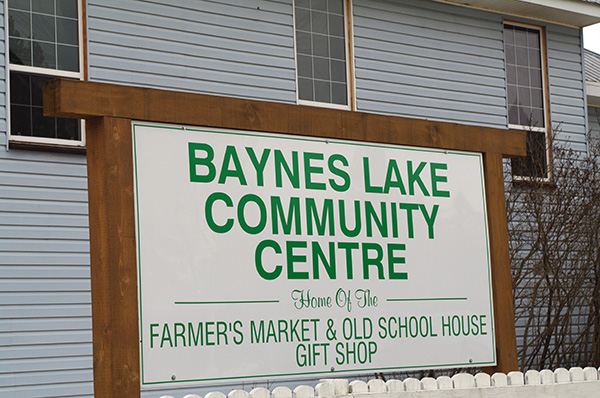 BAYNES LAKE
COMMUNITY
CENTRE
Home Of The
FARMER'S MARKET & OLD SCHOOL HOUSE
GIFT SHOP